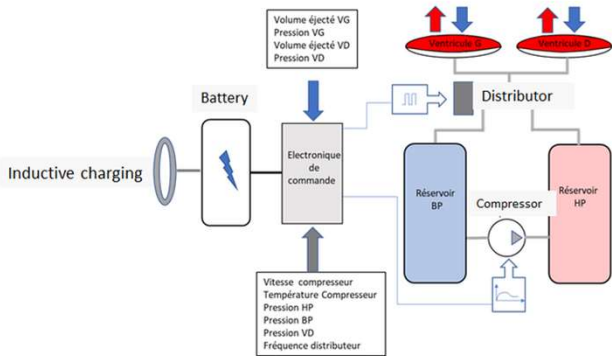 Volume éjecté VG
Pression VG
Volume éjecté VD
Pression VD
Ventricule G
Ventricule D
Battery
Distributor
Inductive charging
Electronique
de
commande
Réservoir
BP
Compressor
Réservoir
HP
Vitesse compresseur
Température Compresseur
Pression HP
Pression BP
Pression VD
Fréquence distributeur